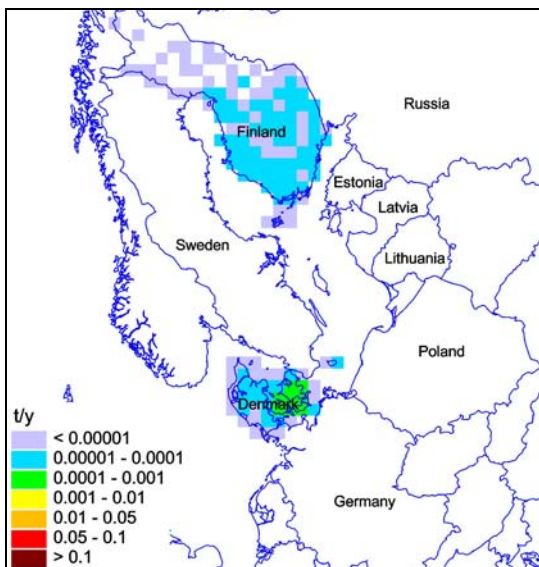 Russia
Finland
Estonia
Latvia
Lithuania
Sweden
Poland
Denmark
Germany
t/y
< 0.00001
0.00001 - 0.0001
0.0001 - 0.001
0.001 - 0.01
0.01 - 0.05
0.05 - 0.1
> 0.1